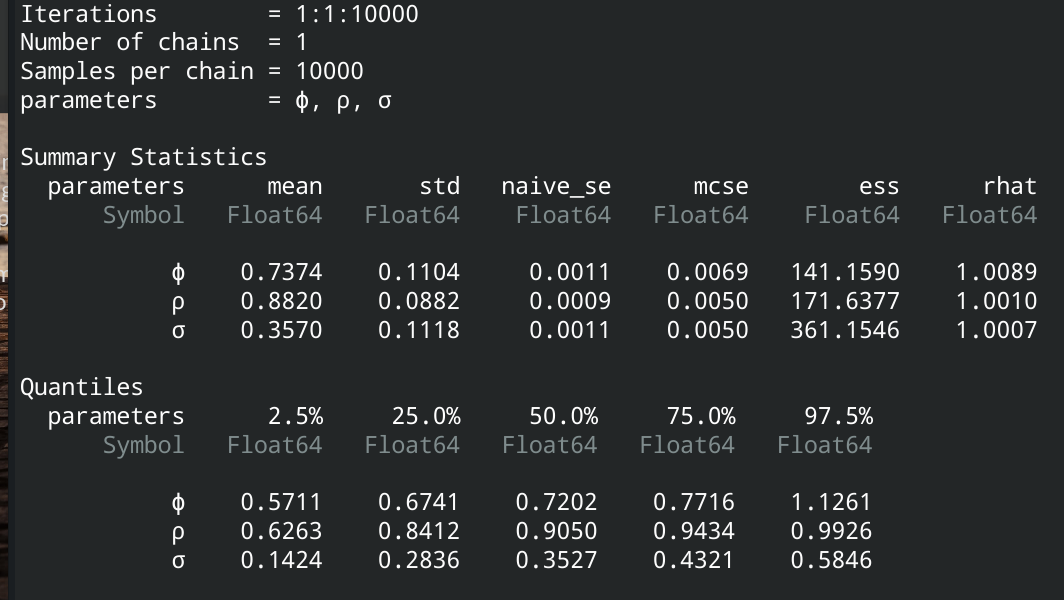 Iterations        = 1:1:10000
Number of chains  = 1
Samples per chain = 10000
parameters        = ϕ, ρ, σ
Summary Statistics
  parameters      mean       std   naive_se      mcse        ess      rhat
      Symbol   Float64   Float64    Float64   Float64    Float64   Float64
           ϕ    0.7374    0.1104     0.0011    0.0069   141.1590    1.0089
           ρ    0.8820    0.0882     0.0009    0.0050   171.6377    1.0010
           σ    0.3570    0.1118     0.0011    0.0050   361.1546    1.0007
Quantiles
  parameters      2.5%     25.0%     50.0%     75.0%     97.5%
      Symbol   Float64   Float64   Float64   Float64   Float64
           ϕ    0.5711    0.6741    0.7202    0.7716    1.1261
           ρ    0.6263    0.8412    0.9050    0.9434    0.9926
           σ    0.1424    0.2836    0.3527    0.4321    0.5846